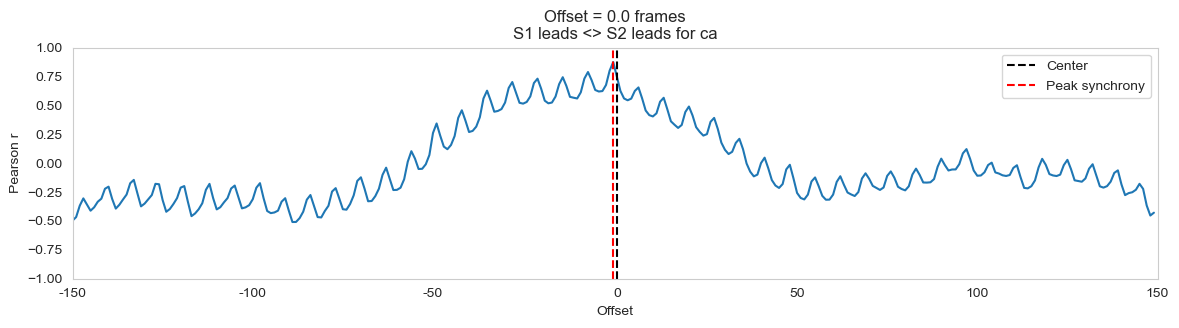 Offset = 0.0 frames
S1 leads <> S2 leads for ca
1.00
0.75
0.50
0.25
0.00
−0.25
−0.50
−0.75
−1.00
Pearson r
Center
Peak synchrony
-150
-100
-50
0
50
100
150
Offset